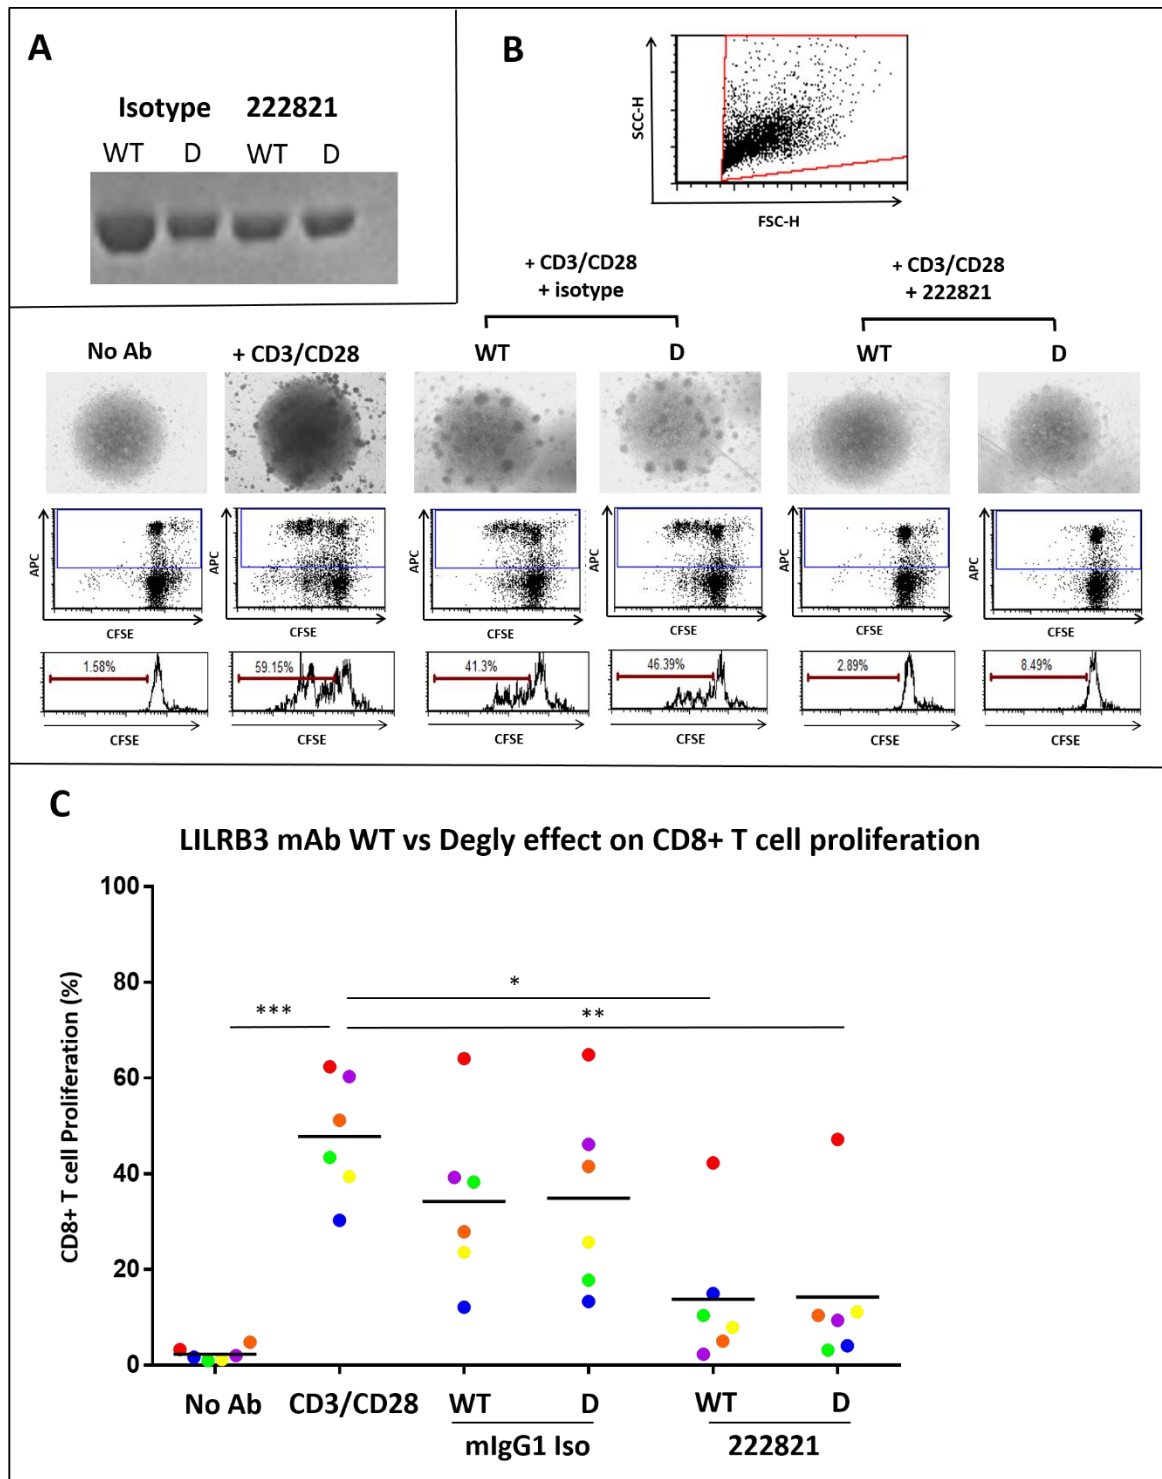 A
Isotype 222821
WT D WT D
B
SCC-H
FSC-H
+ CD3/CD28
+ isotype
+ CD3/CD28
+ 222821
No Ab + CD3/CD28 WT D WT D
APC APC APC APC APC APC
CFSE CFSE CFSE CFSE CFSE CFSE
1.58% 59.15% 41.3% 46.39% 2.89% 8.49%
CFSE CFSE CFSE CFSE CFSE CFSE
C
LILRB3 mAb WT vs Degly effect on CD8+ T cell proliferation
CD8+ T cell Proliferation (%)
100
80
60
40
20
0
*
**
***
No Ab CD3/CD28 WT D WT D
mIgG1 Iso 222821